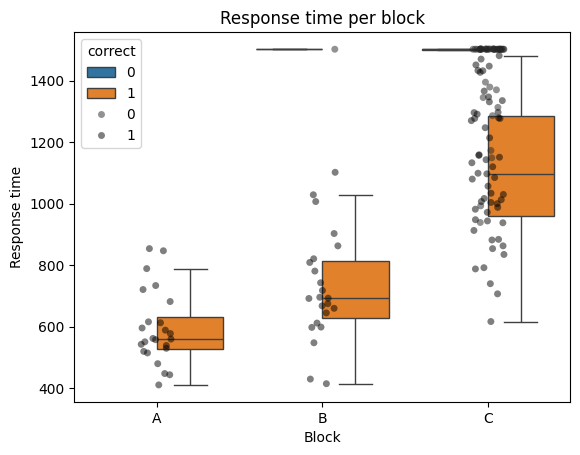 Response time per block
correct
0
1
0
1
1400
1200
1000
800
600
400
Response time
A
B
C
Block